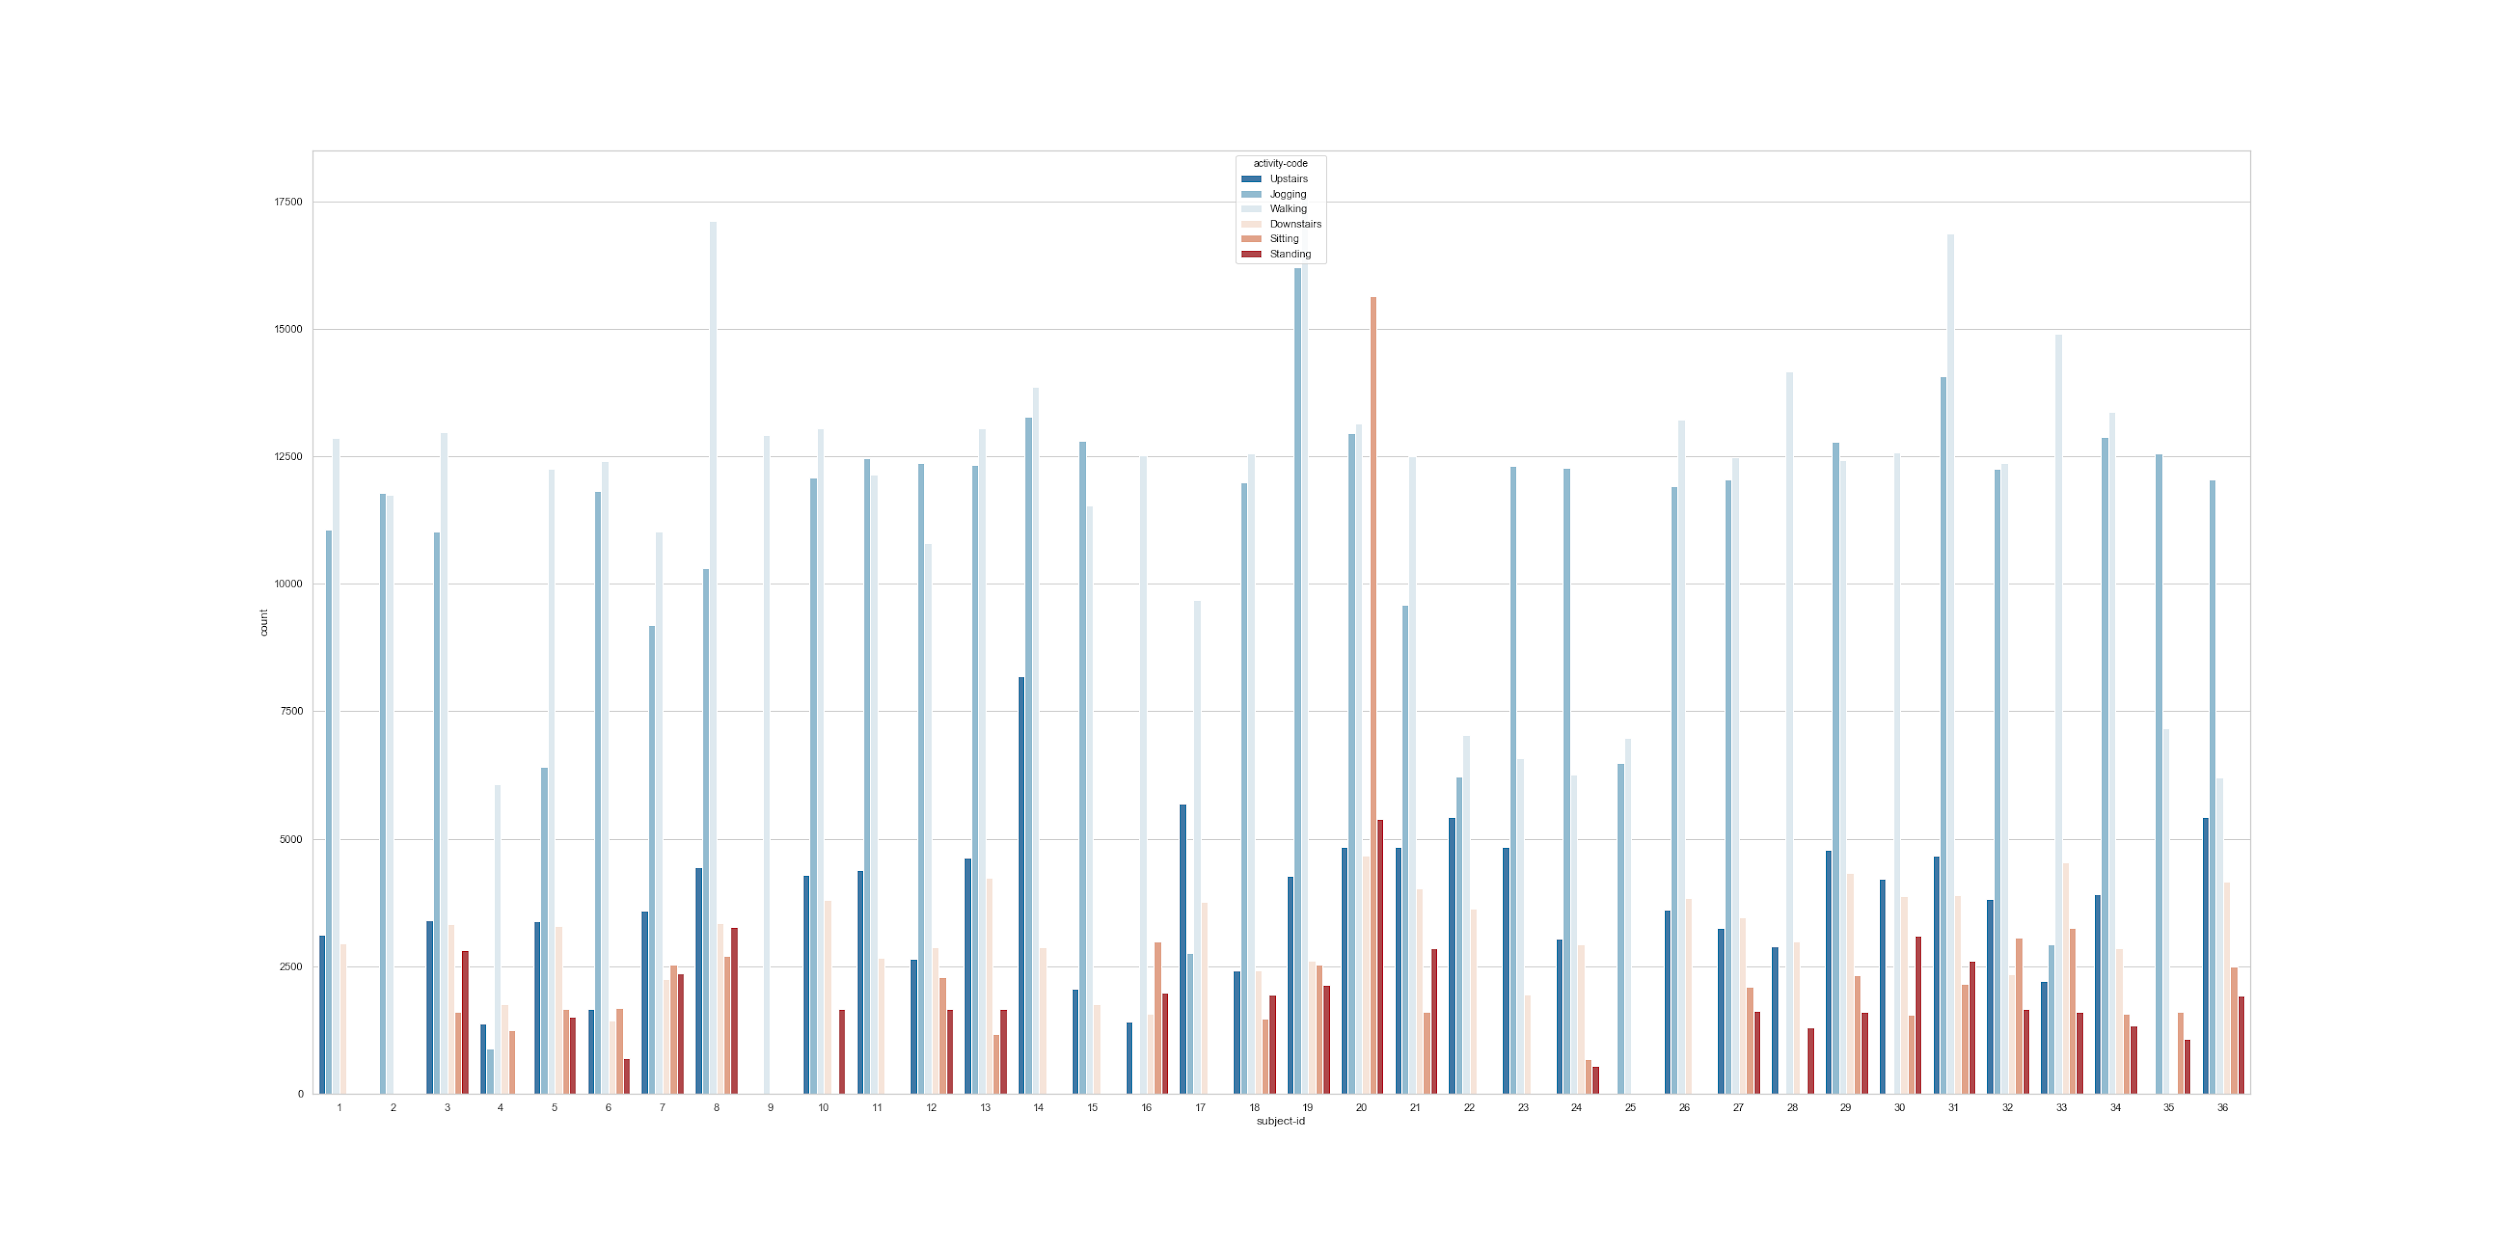 activity-code
Upstairs
Jogging
Walking
Downstairs
Sitting
Standing
17500
15000
12500
10000
7500
5000
2500
0
count
1 2 3 4 5 6 7 8 9 10 11 12 13 14 15 16 17 18 19 20 21 22 23 24 25 26 27 28 29 30 31 32 33 34 35 36
subject-id